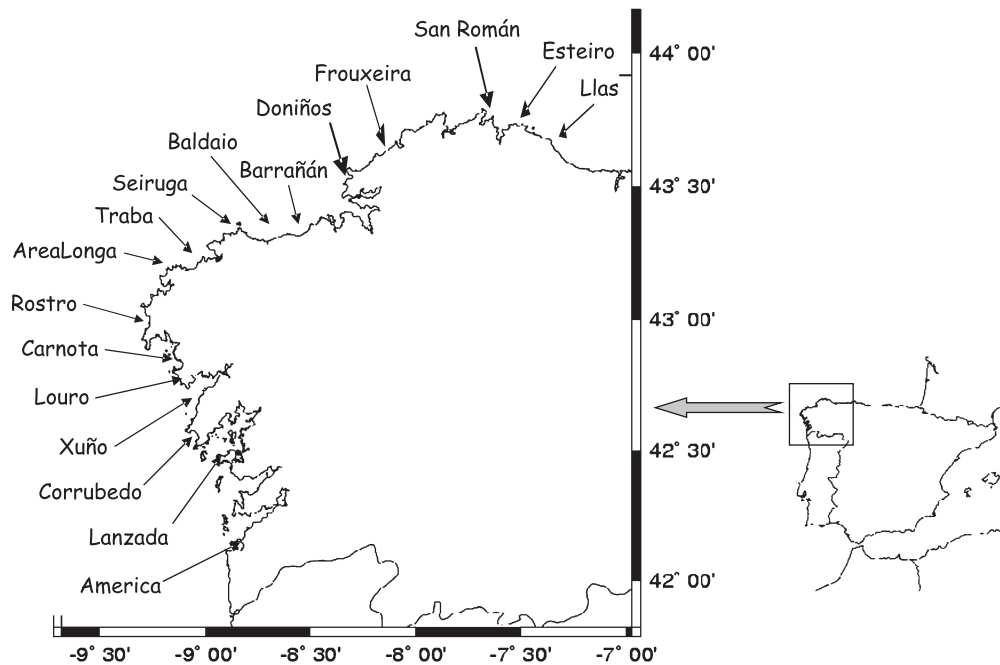 San Román
Esteiro
44° 00'
Frouxeira
Llas
Doniños
Baldaio
Barrañán
Seiruga
43° 30'
Traba
AreaLonga
Rostro
43° 00'
Carnota
Louro
Xuño
42° 30'
Corrubedo
Lanzada
America
42° 00'
-9° 30' -9° 00' -8° 30' -8° 00' -7° 30' -7° 00'